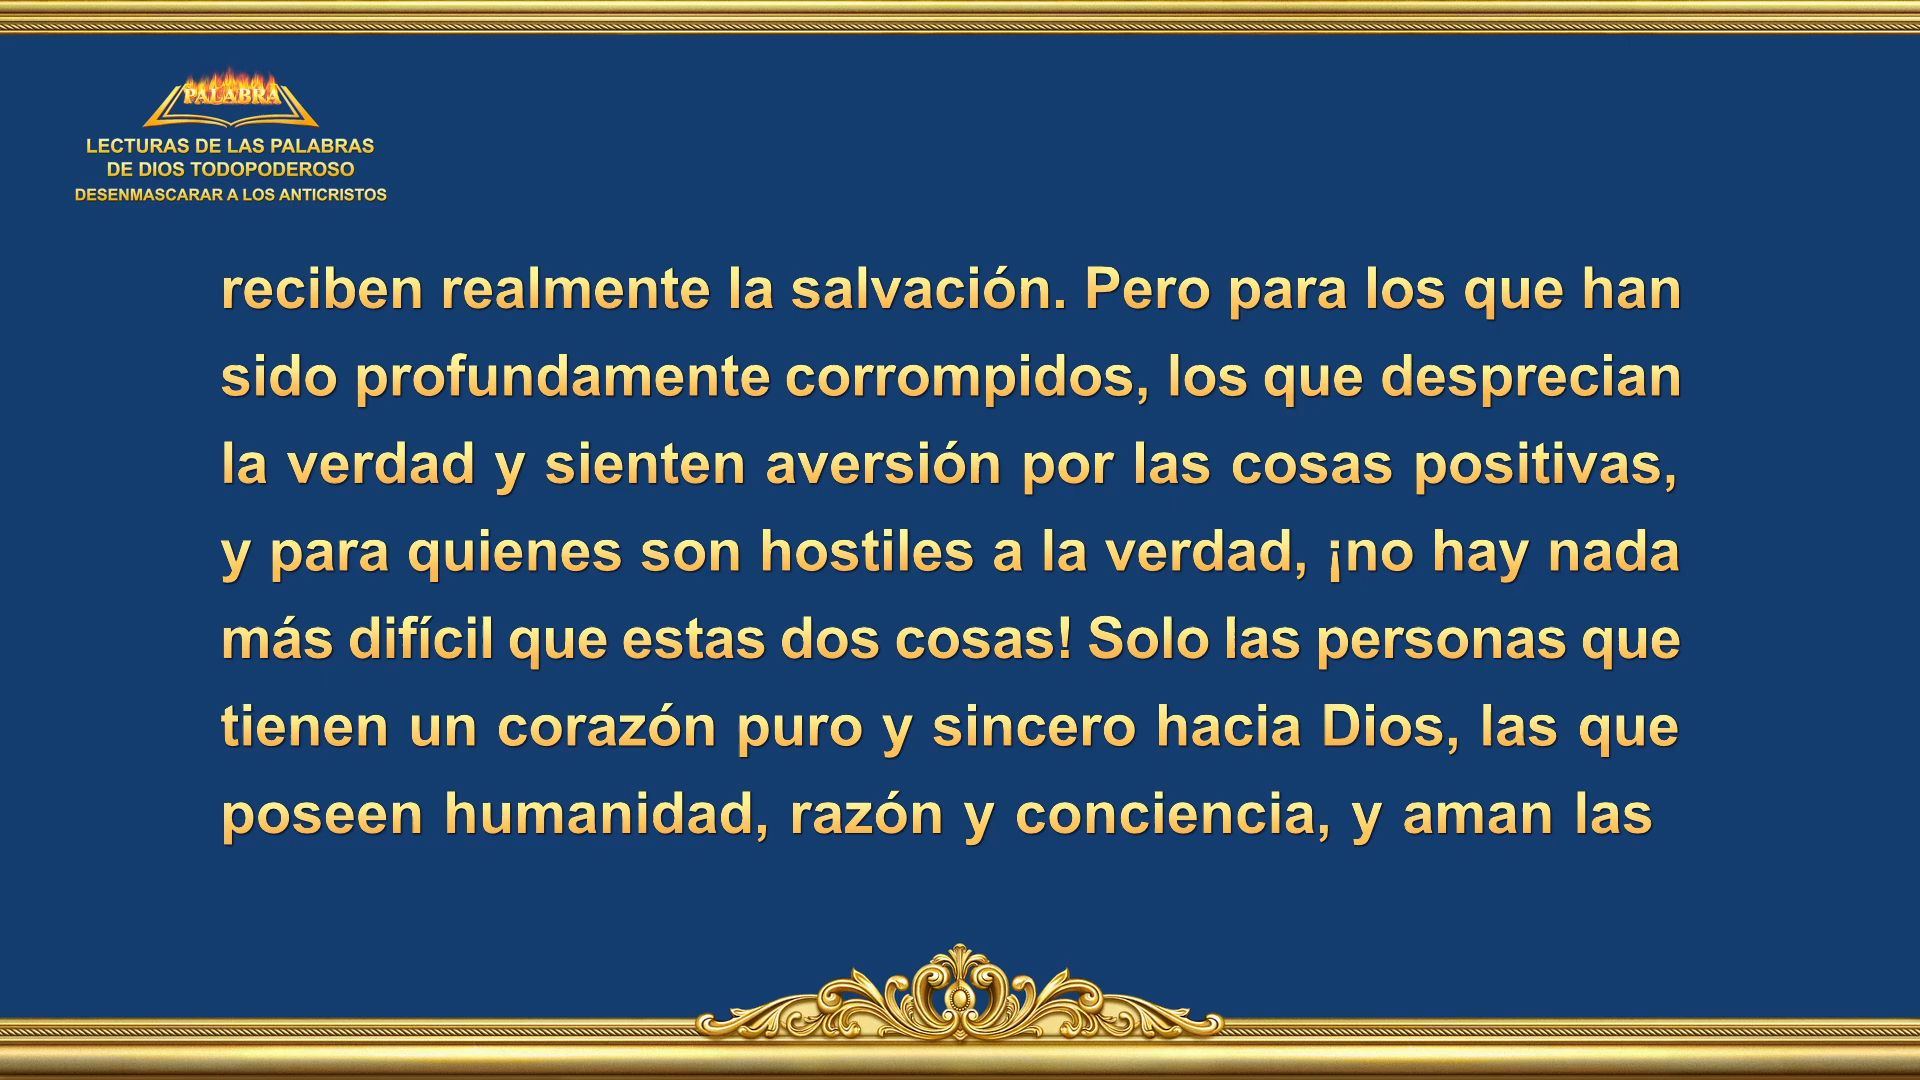 PALABRA
LECTURAS DE LAS PALABRAS
DE DIOS TODOPODEROSO
DESENMASCARAR A LOS ANTICRISTOS
reciben realmente la salvación. Pero para los que han
sido profundamente corrompidos, los que desprecian
la verdad y sienten aversión por las cosas positivas,
y para quienes son hostiles a la verdad, ¡no hay nada
más difícil que estas dos cosas! Solo las personas que
tienen un corazón puro y sincero hacia Dios, las que
poseen humanidad, razón y conciencia, y aman las